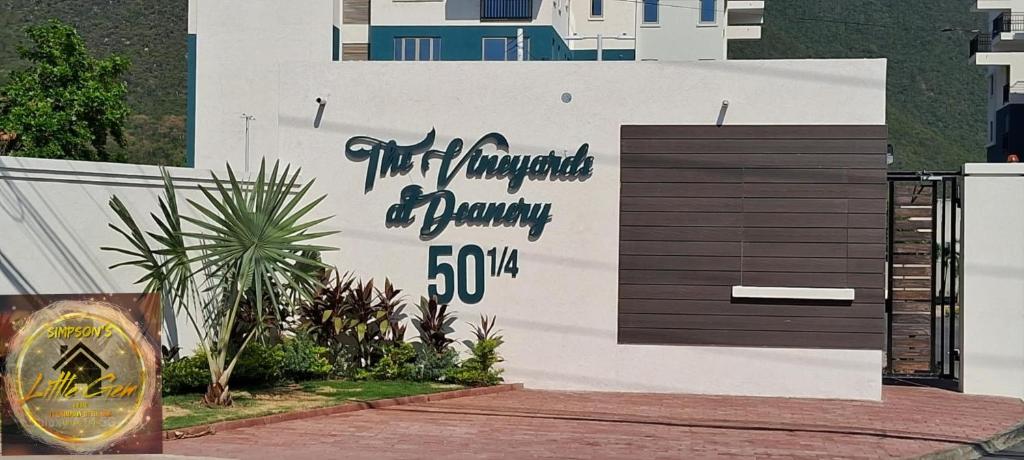 The Vineyards
at Deanery
50 1/4
SIMPSON'S
Little Gem